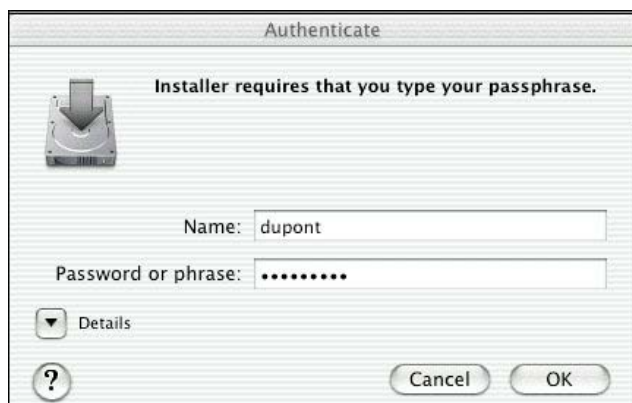 Authenticate
Installer requires that you type your passphrase.
Name: dupont
Password or phrase: •••••••••
Details
?
Cancel OK